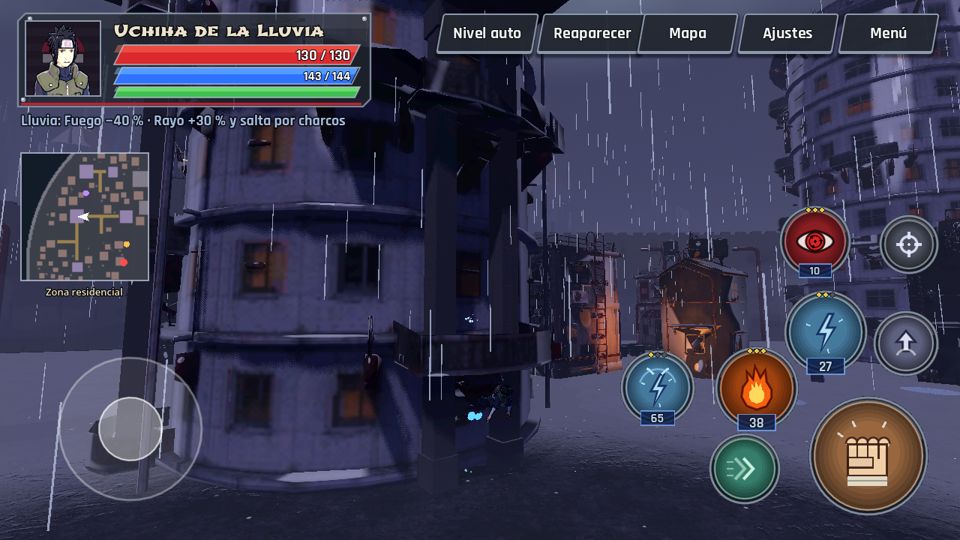 Uchiha de la Lluvia
130 / 130
143 / 144
Lluvia: Fuego −40 % · Rayo +30 % y salta por charcos
Nivel auto
Reaparecer
Mapa
Ajustes
Menú
Zona residencial
10
27
65
38